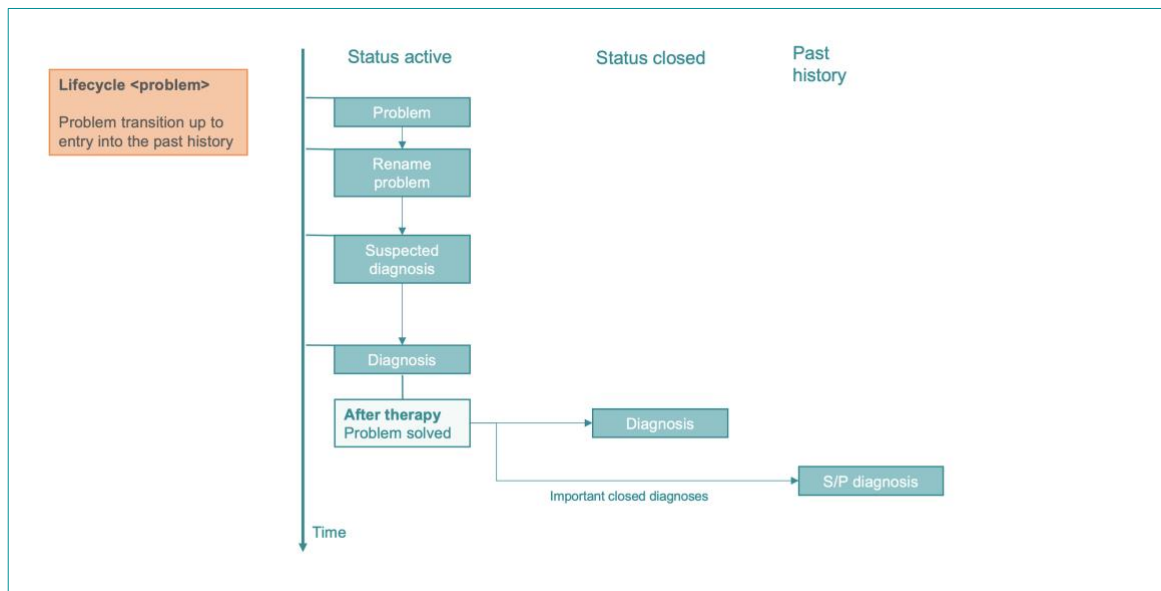 Status active
Status closed
Past
history
Lifecycle <problem>
Problem transition up to
entry into the past history
Problem
Rename
problem
Suspected
diagnosis
Diagnosis
After therapy
Problem solved
Diagnosis
S/P diagnosis
Important closed diagnoses
Time